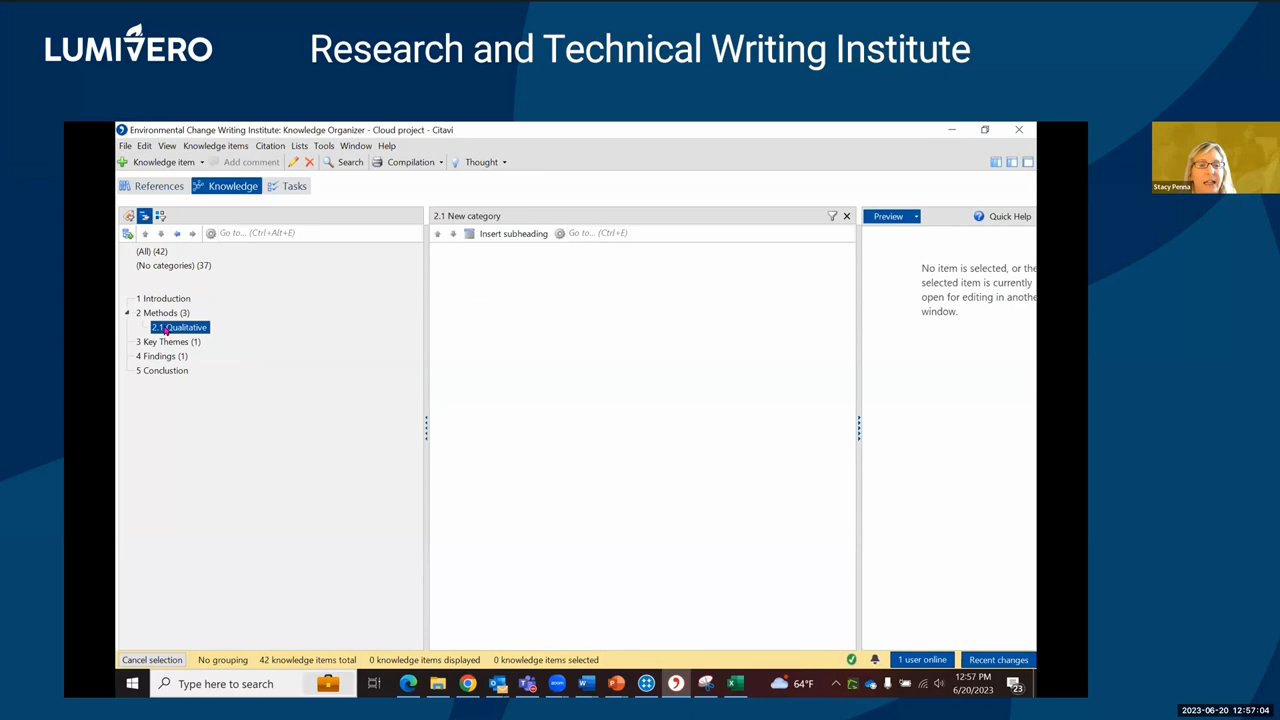 LUMIVERO
Research and Technical Writing Institute
Environmental Change Writing Institute: Knowledge Organizer - Cloud project - Citavi
File Edit View Knowledge items Citation Lists Tools Window Help
Knowledge item Add comment Search Compilation Thought
References Knowledge Tasks
2.1 New category
Preview Quick Help
Go to... (Ctrl+Alt+E)
Insert subheading Go to... (Ctrl+E)
(All) (42)
(No categories) (37)
1 Introduction
2 Methods (3)
2.1 Qualitative
3 Key Themes (1)
4 Findings (1)
5 Conclustion
No item is selected, or the
selected item is currently
open for editing in anothe
window.
Stacy Penna
Cancel selection No grouping 42 knowledge items total 0 knowledge items displayed 0 knowledge items selected 1 user online Recent changes
Type here to search 64°F 12:57 PM
6/20/2023 23
2023-06-20 12:57:04